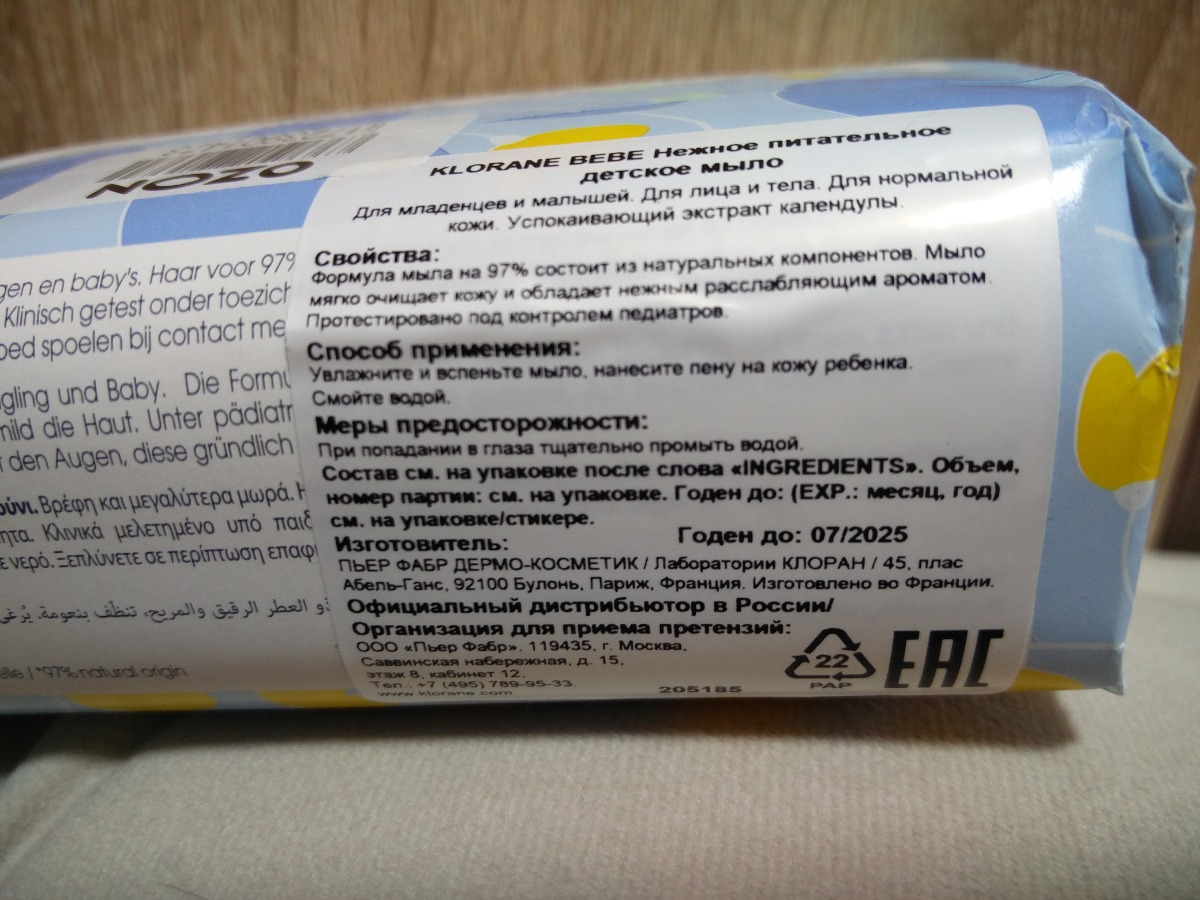 OZON
gen en baby's. Haar voor 97%
Klinisch getest onder toezich
oed spoelen bij contact me
gling und Baby. Die Formu
mild die Haut. Unter pädiatr
den Augen, diese gründlich
ούνι. Βρέφη και μεγαλύτερα μωρά. Η
ητα. Κλινικά μελετημένο υπό παιδ
ε νερό. Ξεπλύνετε σε περίπτωση επαφ
ذو العطر الرقيق والمريح، تنظّف بنعومة. يُرغى
elle / *97% natural origin
KLORANE BEBE Нежное питательное
детское мыло
Для младенцев и малышей. Для лица и тела. Для нормальной
кожи. Успокаивающий экстракт календулы.
Свойства:
Формула мыла на 97% состоит из натуральных компонентов. Мыло
мягко очищает кожу и обладает нежным расслабляющим ароматом.
Протестировано под контролем педиатров.
Способ применения:
Увлажните и вспеньте мыло, нанесите пену на кожу ребенка.
Смойте водой.
Меры предосторожности:
При попадании в глаза тщательно промыть водой.
Состав см. на упаковке после слова «INGREDIENTS». Объем,
номер партии: см. на упаковке. Годен до: (EXP.: месяц, год)
см. на упаковке/стикере.
Годен до: 07/2025
Изготовитель:
ПЬЕР ФАБР ДЕРМО-КОСМЕТИК / Лаборатории КЛОРАН / 45, плас
Абель-Ганс, 92100 Булонь, Париж, Франция. Изготовлено во Франции.
Официальный дистрибьютор в России/
Организация для приема претензий:
ООО «Пьер Фабр». 119435, г. Москва,
Саввинская набережная, д. 15,
этаж 8, кабинет 12.
Тел.: +7 (495) 789-95-33.
www.klorane.com
205185
22
PAP
EAC